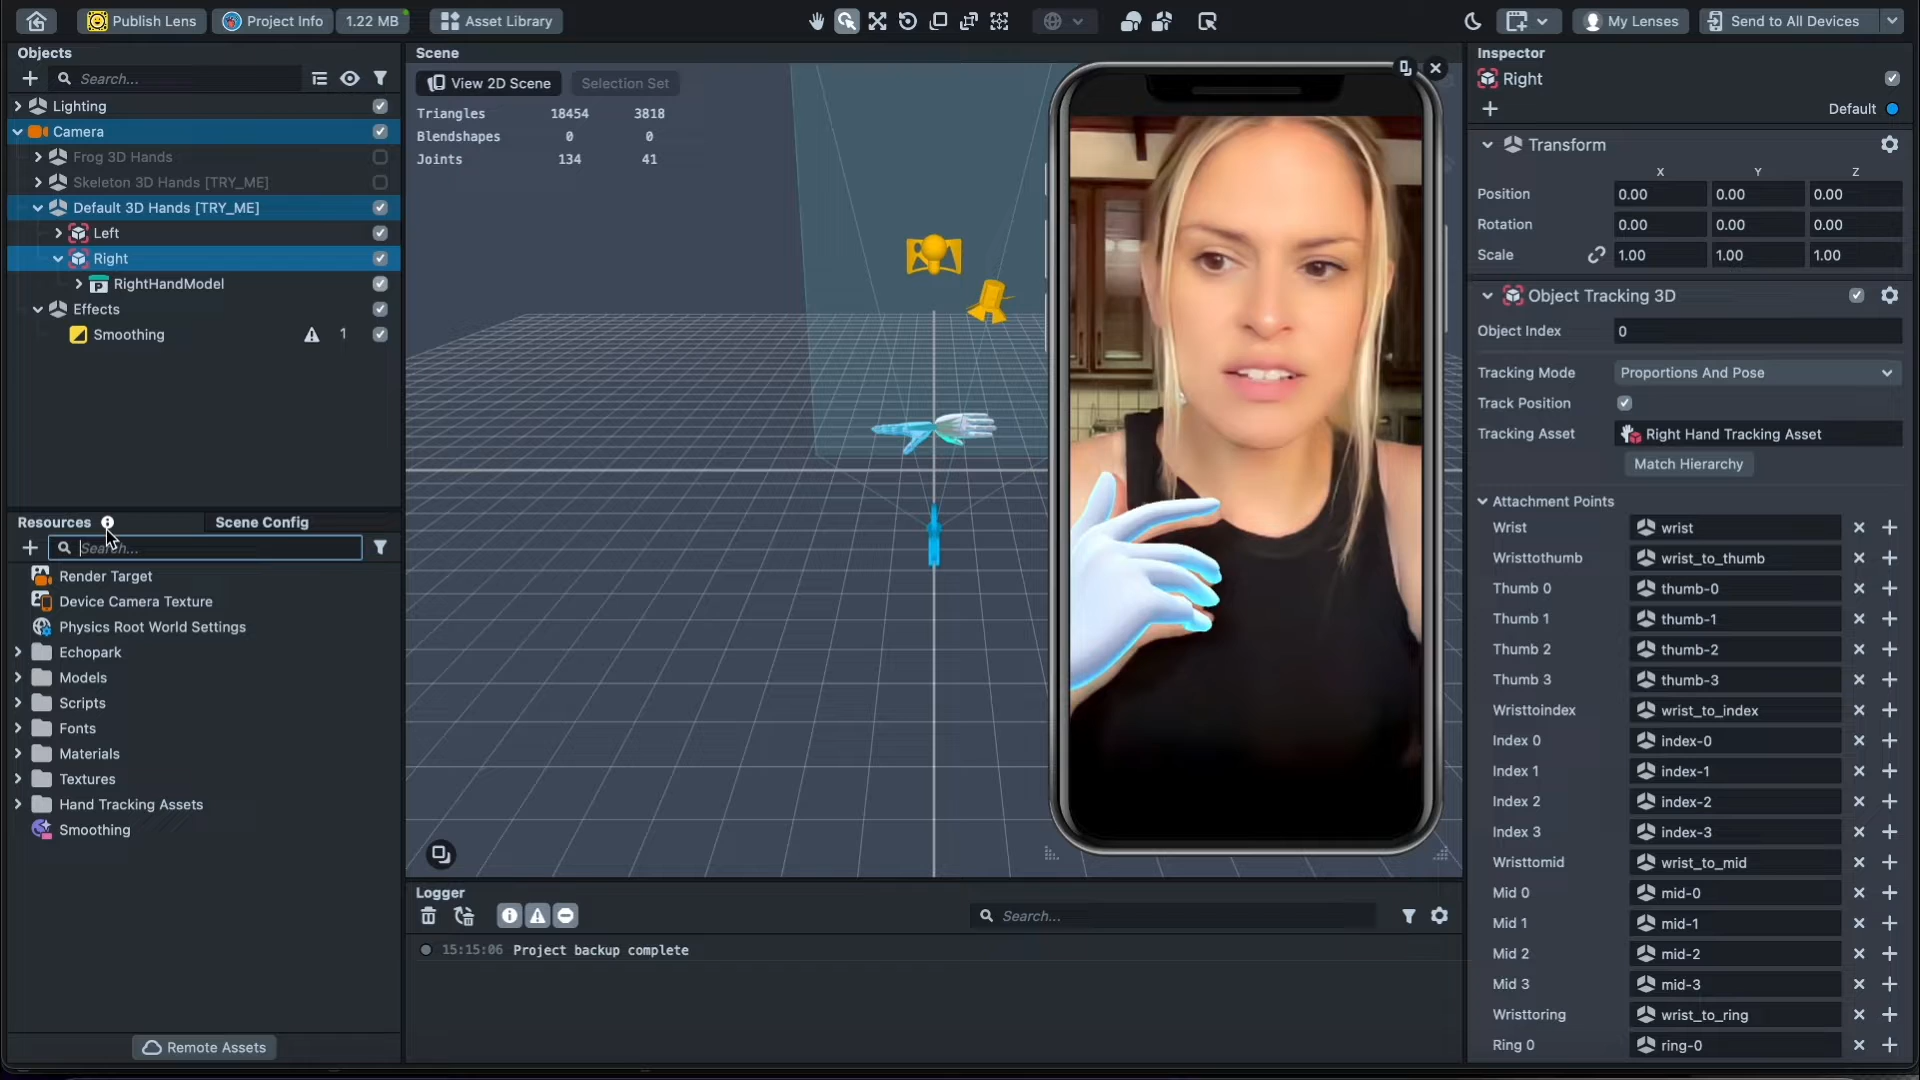 Publish Lens
Project Info
1.22 MB
Asset Library
My Lenses
Send to All Devices
Objects
Search...
Lighting
Camera
Frog 3D Hands
Skeleton 3D Hands [TRY_ME]
Default 3D Hands [TRY_ME]
Left
Right
RightHandModel
Effects
Smoothing 1
Resources
Scene Config
Search...
Render Target
Device Camera Texture
Physics Root World Settings
Echopark
Models
Scripts
Fonts
Materials
Textures
Hand Tracking Assets
Smoothing
Remote Assets
Scene
View 2D Scene
Selection Set
Triangles 18454 3818
Blendshapes 0 0
Joints 134 41
Logger
Search...
15:15:06 Project backup complete
Inspector
Right
Default
Transform
X Y Z
Position 0.00 0.00 0.00
Rotation 0.00 0.00 0.00
Scale 1.00 1.00 1.00
Object Tracking 3D
Object Index 0
Tracking Mode Proportions And Pose
Track Position
Tracking Asset Right Hand Tracking Asset
Match Hierarchy
Attachment Points
Wrist wrist
Wristtothumb wrist_to_thumb
Thumb 0 thumb-0
Thumb 1 thumb-1
Thumb 2 thumb-2
Thumb 3 thumb-3
Wristtoindex wrist_to_index
Index 0 index-0
Index 1 index-1
Index 2 index-2
Index 3 index-3
Wristtomid wrist_to_mid
Mid 0 mid-0
Mid 1 mid-1
Mid 2 mid-2
Mid 3 mid-3
Wristtoring wrist_to_ring
Ring 0 ring-0